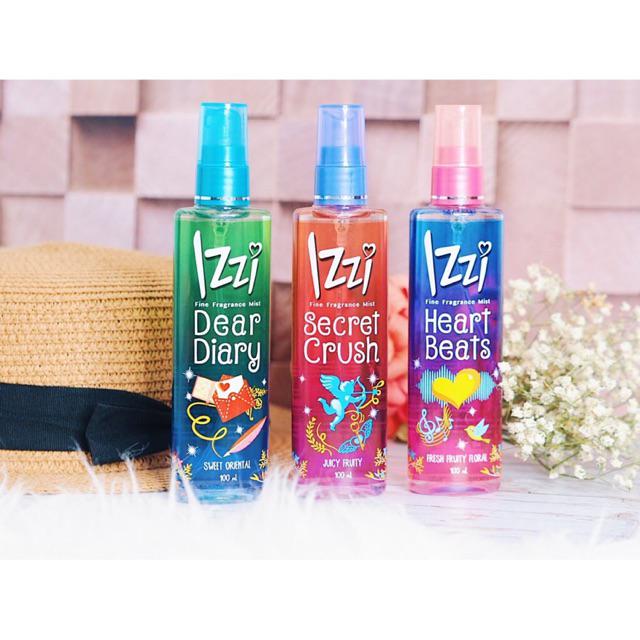 Izzi
Fine Fragrance Mist
Dear
Diary
SWEET ORIENTAL
100 ml
Izzi
Fine Fragrance Mist
Secret
Crush
JUICY FRUITY
100 ml
Izzi
Fine Fragrance Mist
Heart
Beats
FRESH FRUITY FLORAL
100 ml